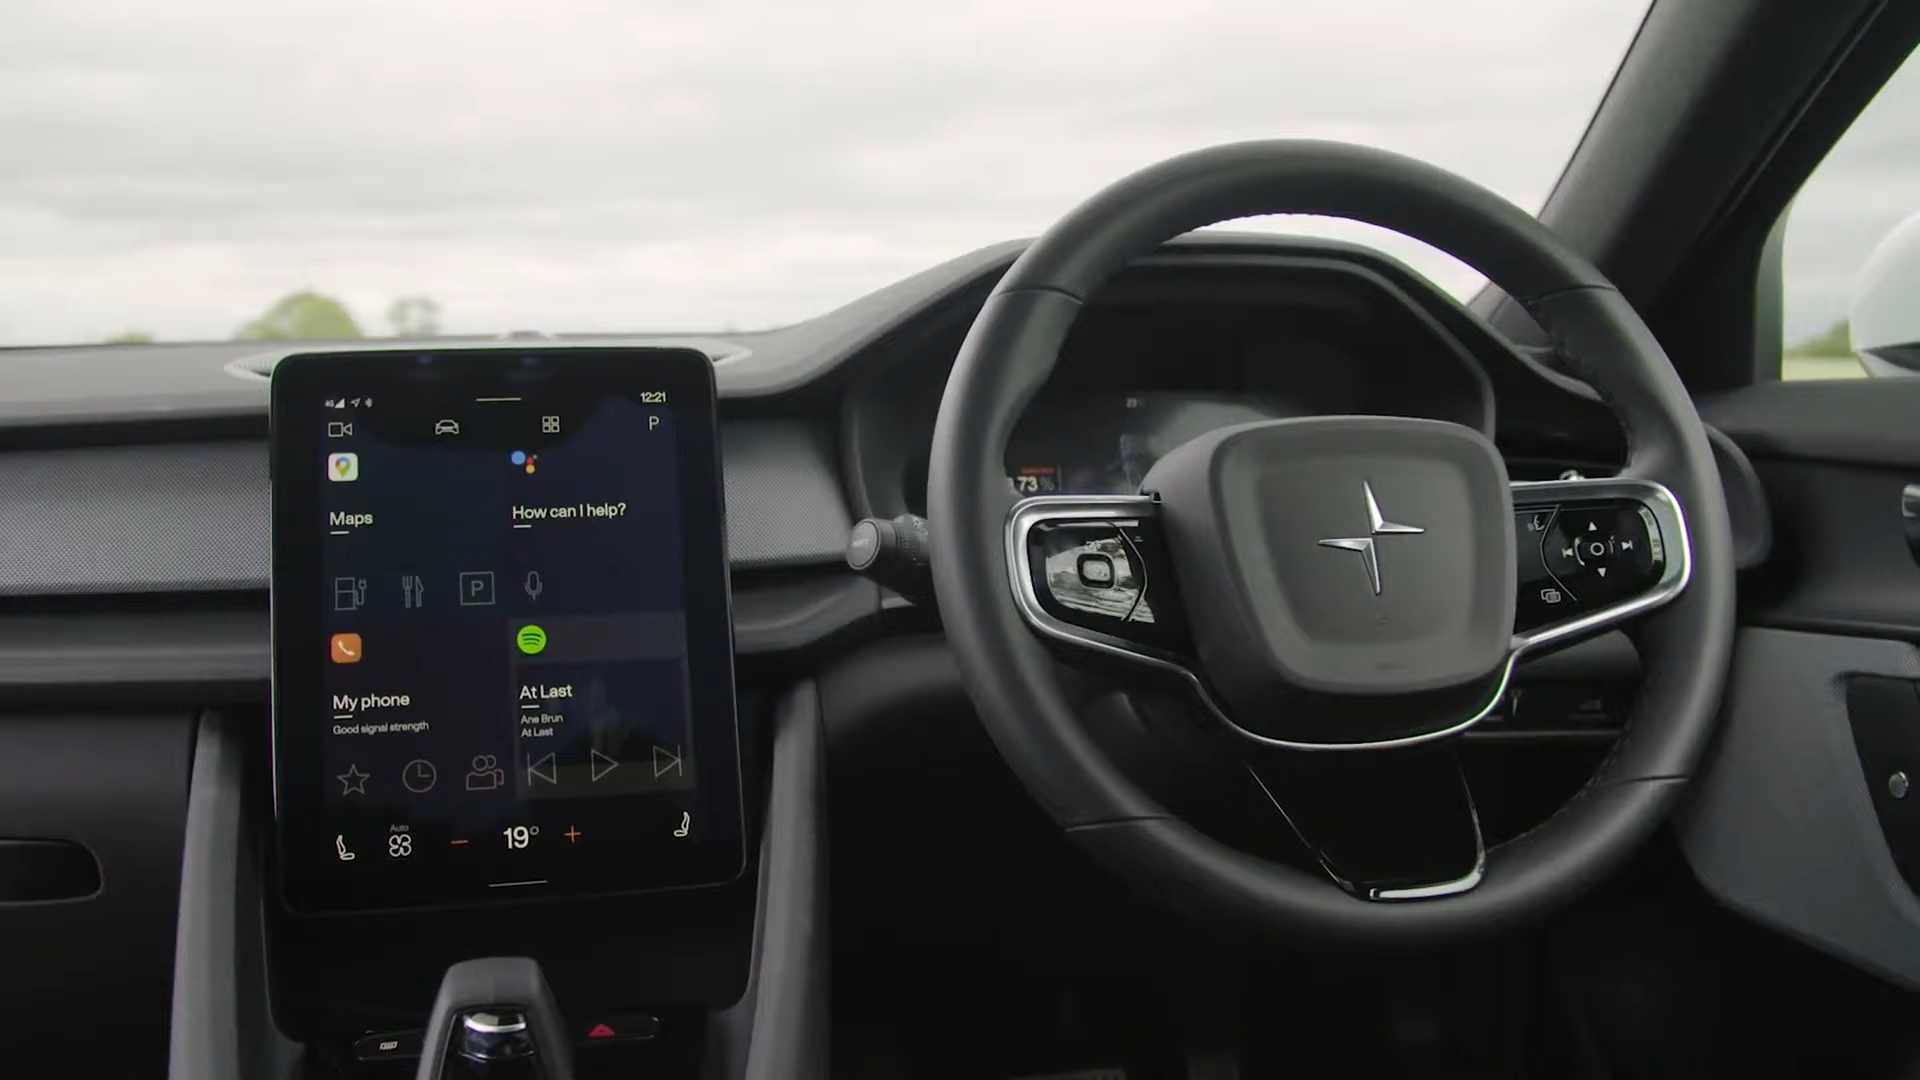 4G
12:21
P
Maps
How can I help?
P
My phone
Good signal strength
At Last
Ane Brun
At Last
Auto
19°
73 %